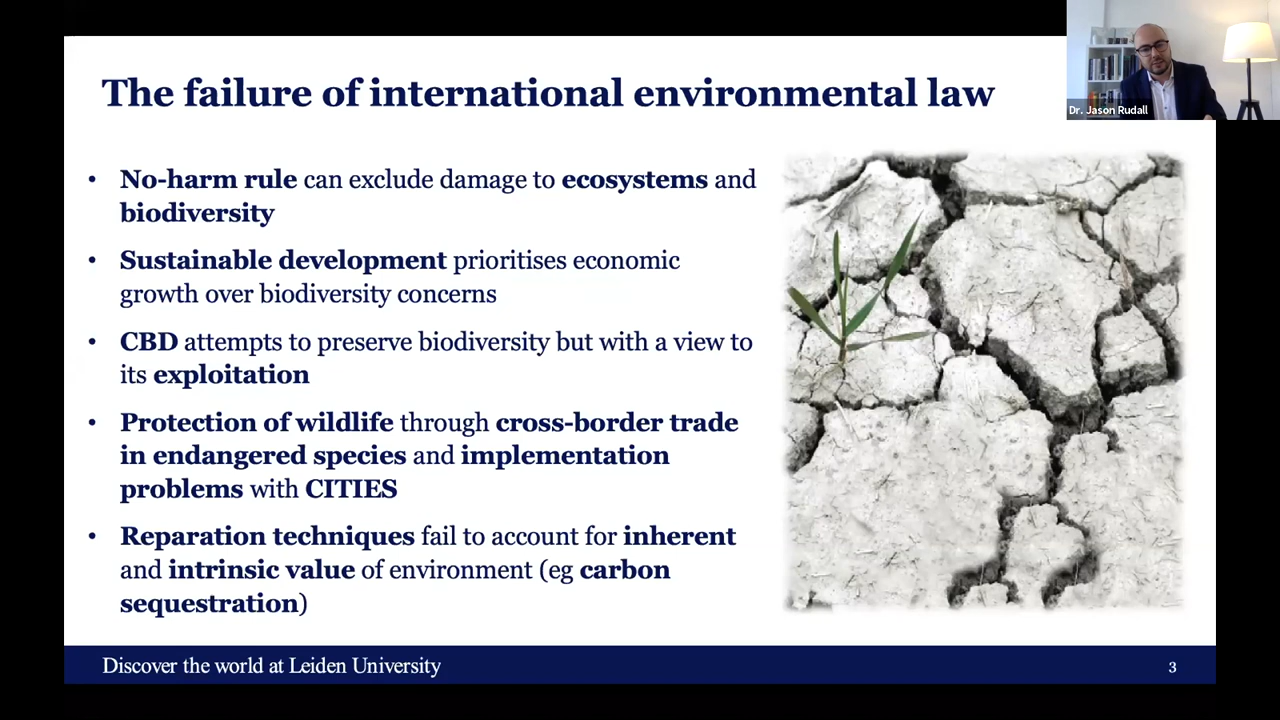 Dr. Jason Rudall
The failure of international environmental law
• No-harm rule can exclude damage to ecosystems and
biodiversity
• Sustainable development prioritises economic
growth over biodiversity concerns
• CBD attempts to preserve biodiversity but with a view to
its exploitation
• Protection of wildlife through cross-border trade
in endangered species and implementation
problems with CITIES
• Reparation techniques fail to account for inherent
and intrinsic value of environment (eg carbon
sequestration)
Discover the world at Leiden University
3